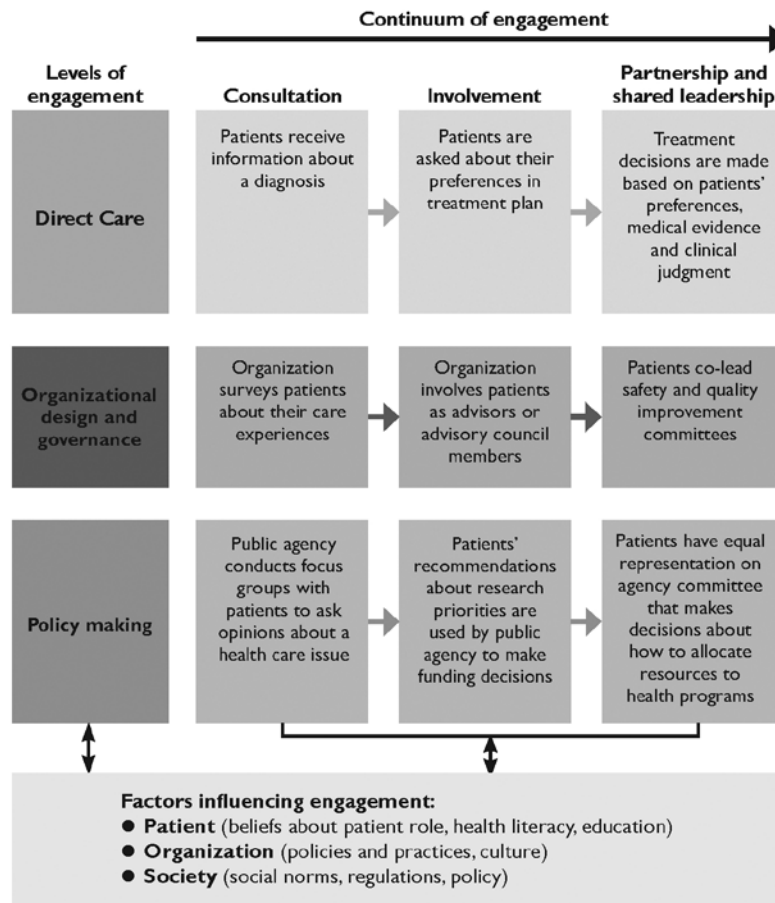 Continuum of engagement
Levels of
engagement
Consultation
Involvement
Partnership and
shared leadership
Direct Care
Patients receive
information about
a diagnosis
Patients are
asked about their
preferences in
treatment plan
Treatment
decisions are made
based on patients'
preferences,
medical evidence
and clinical
judgment
Organizational
design and
governance
Organization
surveys patients
about their care
experiences
Organization
involves patients
as advisors or
advisory council
members
Patients co-lead
safety and quality
improvement
committees
Policy making
Public agency
conducts focus
groups with
patients to ask
opinions about a
health care issue
Patients'
recommendations
about research
priorities are
used by public
agency to make
funding decisions
Patients have equal
representation on
agency committee
that makes
decisions about
how to allocate
resources to
health programs
Factors influencing engagement:
● Patient (beliefs about patient role, health literacy, education)
● Organization (policies and practices, culture)
● Society (social norms, regulations, policy)